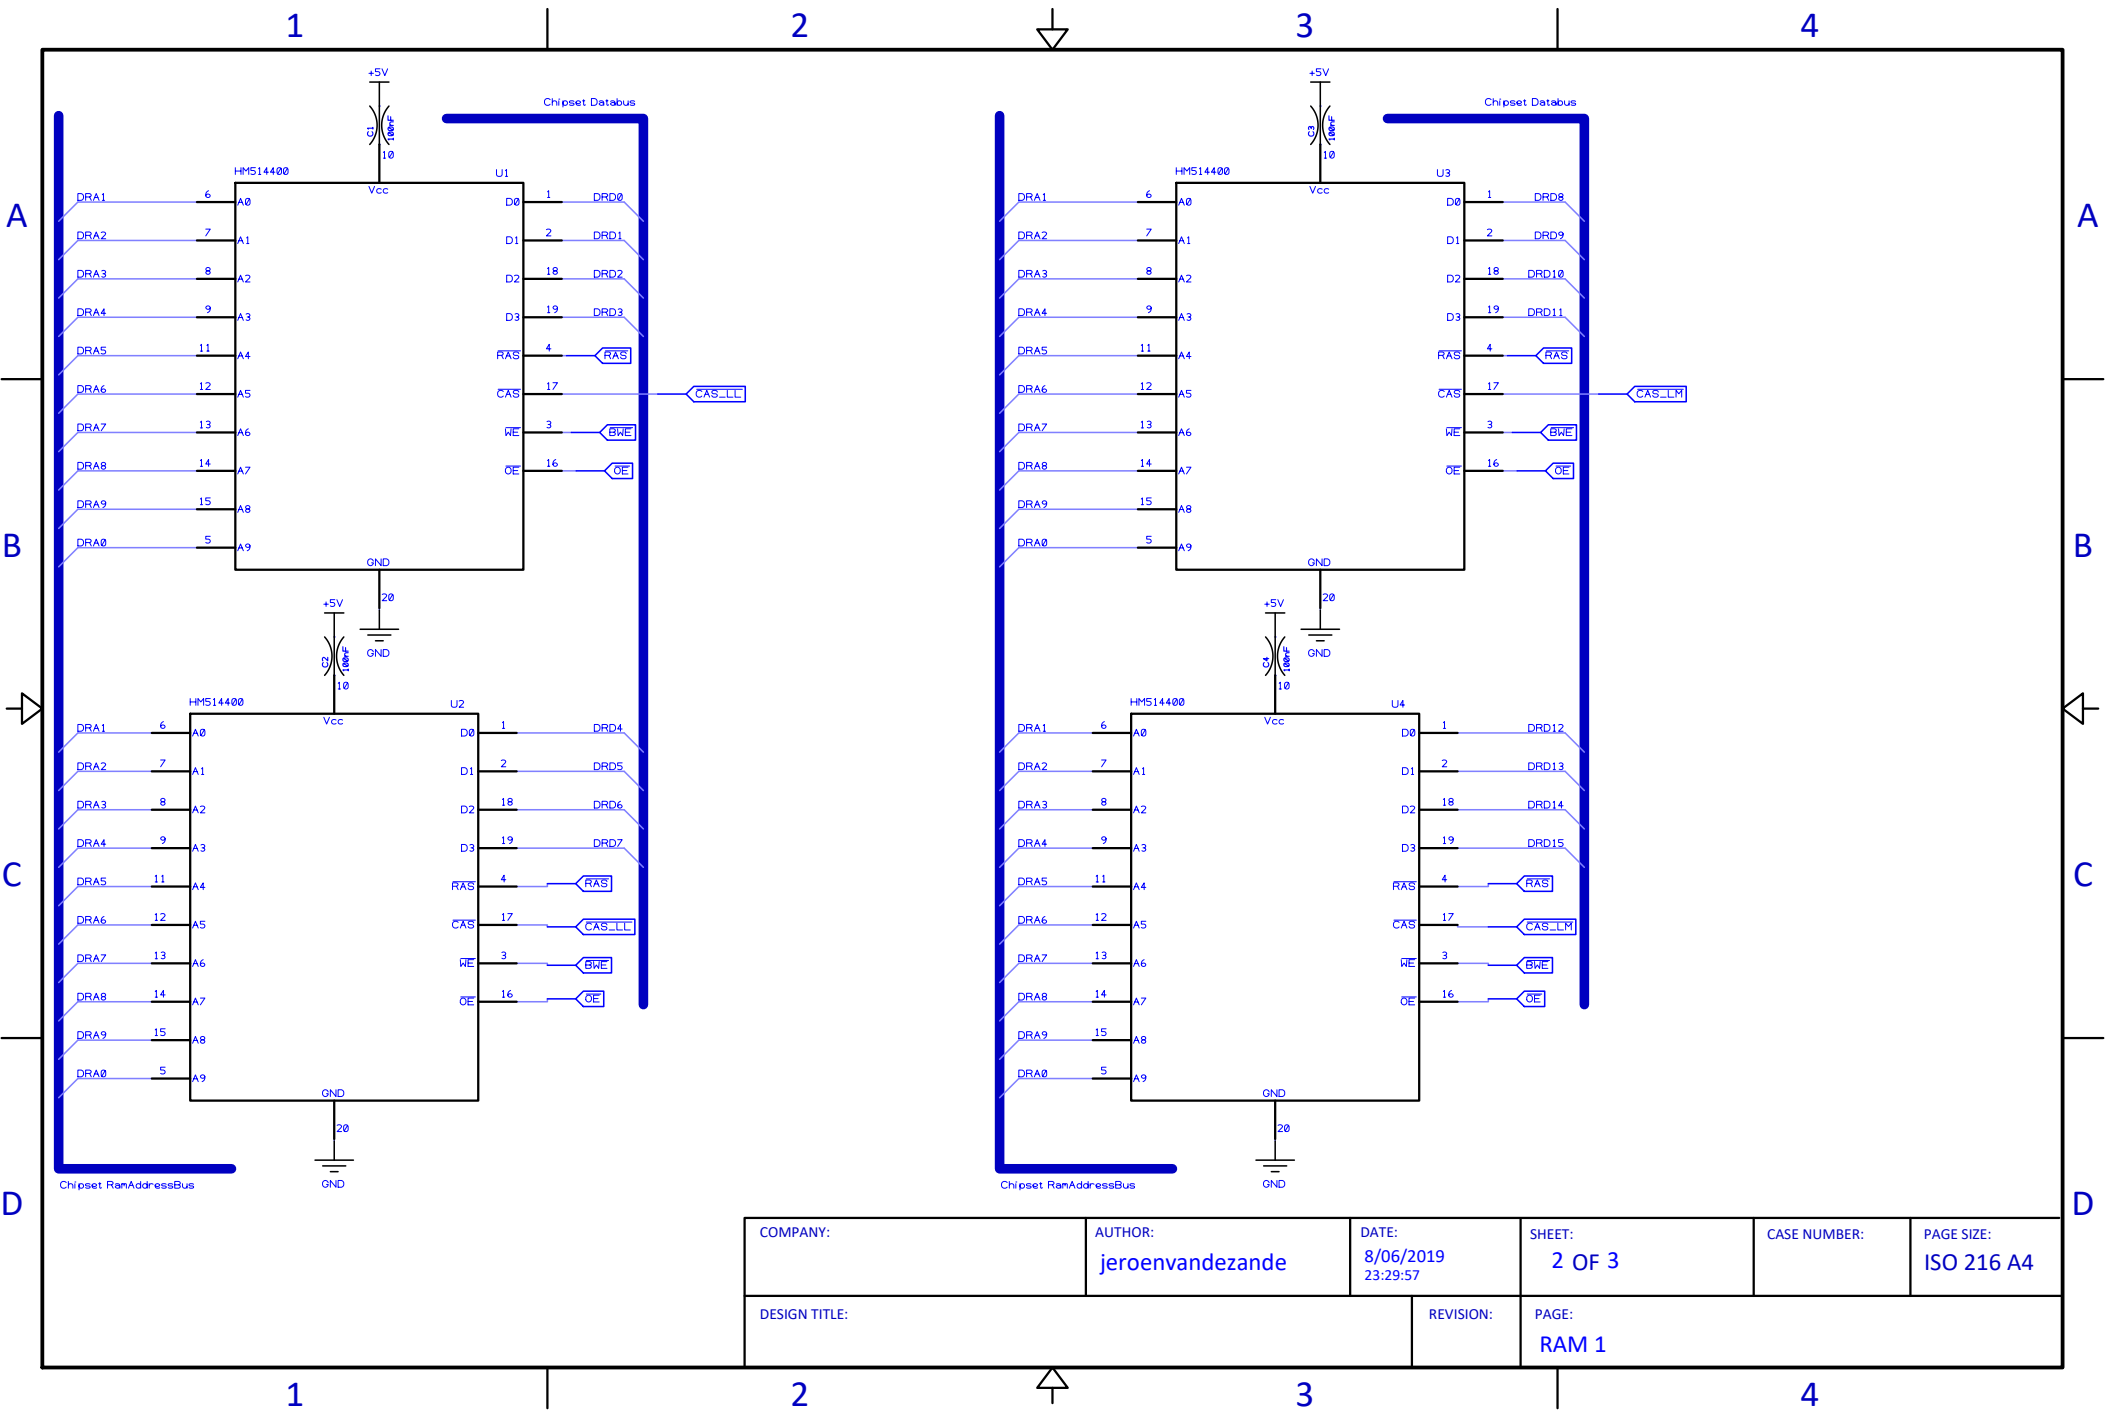 1 2 3 4
A
B
C
D
A
B
C
D
+5V
C1
100nF
10
Chipset Databus
HM514400
U1
Vcc
DRA1 6 A0 D0 1 DRD0
DRA2 7 A1 D1 2 DRD1
DRA3 8 A2 D2 18 DRD2
DRA4 9 A3 D3 19 DRD3
DRA5 11 A4 RAS 4 RAS
DRA6 12 A5 CAS 17 CAS_LL
DRA7 13 A6 WE 3 BWE
DRA8 14 A7 OE 16 OE
DRA9 15 A8
DRA0 5 A9
GND
20
GND
+5V
C2
100nF
10
HM514400
U2
Vcc
DRA1 6 A0 D0 1 DRD4
DRA2 7 A1 D1 2 DRD5
DRA3 8 A2 D2 18 DRD6
DRA4 9 A3 D3 19 DRD7
DRA5 11 A4 RAS 4 RAS
DRA6 12 A5 CAS 17 CAS_LL
DRA7 13 A6 WE 3 BWE
DRA8 14 A7 OE 16 OE
DRA9 15 A8
DRA0 5 A9
GND
20
GND
Chipset RamAddressBus
+5V
C3
100nF
10
Chipset Databus
HM514400
U3
Vcc
DRA1 6 A0 D0 1 DRD8
DRA2 7 A1 D1 2 DRD9
DRA3 8 A2 D2 18 DRD10
DRA4 9 A3 D3 19 DRD11
DRA5 11 A4 RAS 4 RAS
DRA6 12 A5 CAS 17 CAS_LM
DRA7 13 A6 WE 3 BWE
DRA8 14 A7 OE 16 OE
DRA9 15 A8
DRA0 5 A9
GND
20
GND
+5V
C4
100nF
10
HM514400
U4
Vcc
DRA1 6 A0 D0 1 DRD12
DRA2 7 A1 D1 2 DRD13
DRA3 8 A2 D2 18 DRD14
DRA4 9 A3 D3 19 DRD15
DRA5 11 A4 RAS 4 RAS
DRA6 12 A5 CAS 17 CAS_LM
DRA7 13 A6 WE 3 BWE
DRA8 14 A7 OE 16 OE
DRA9 15 A8
DRA0 5 A9
GND
20
GND
Chipset RamAddressBus
COMPANY:
AUTHOR:
jeroenvandezande
DATE:
8/06/2019
23:29:57
SHEET:
2 OF 3
CASE NUMBER:
PAGE SIZE:
ISO 216 A4
DESIGN TITLE:
REVISION:
PAGE:
RAM 1
1 2 3 4